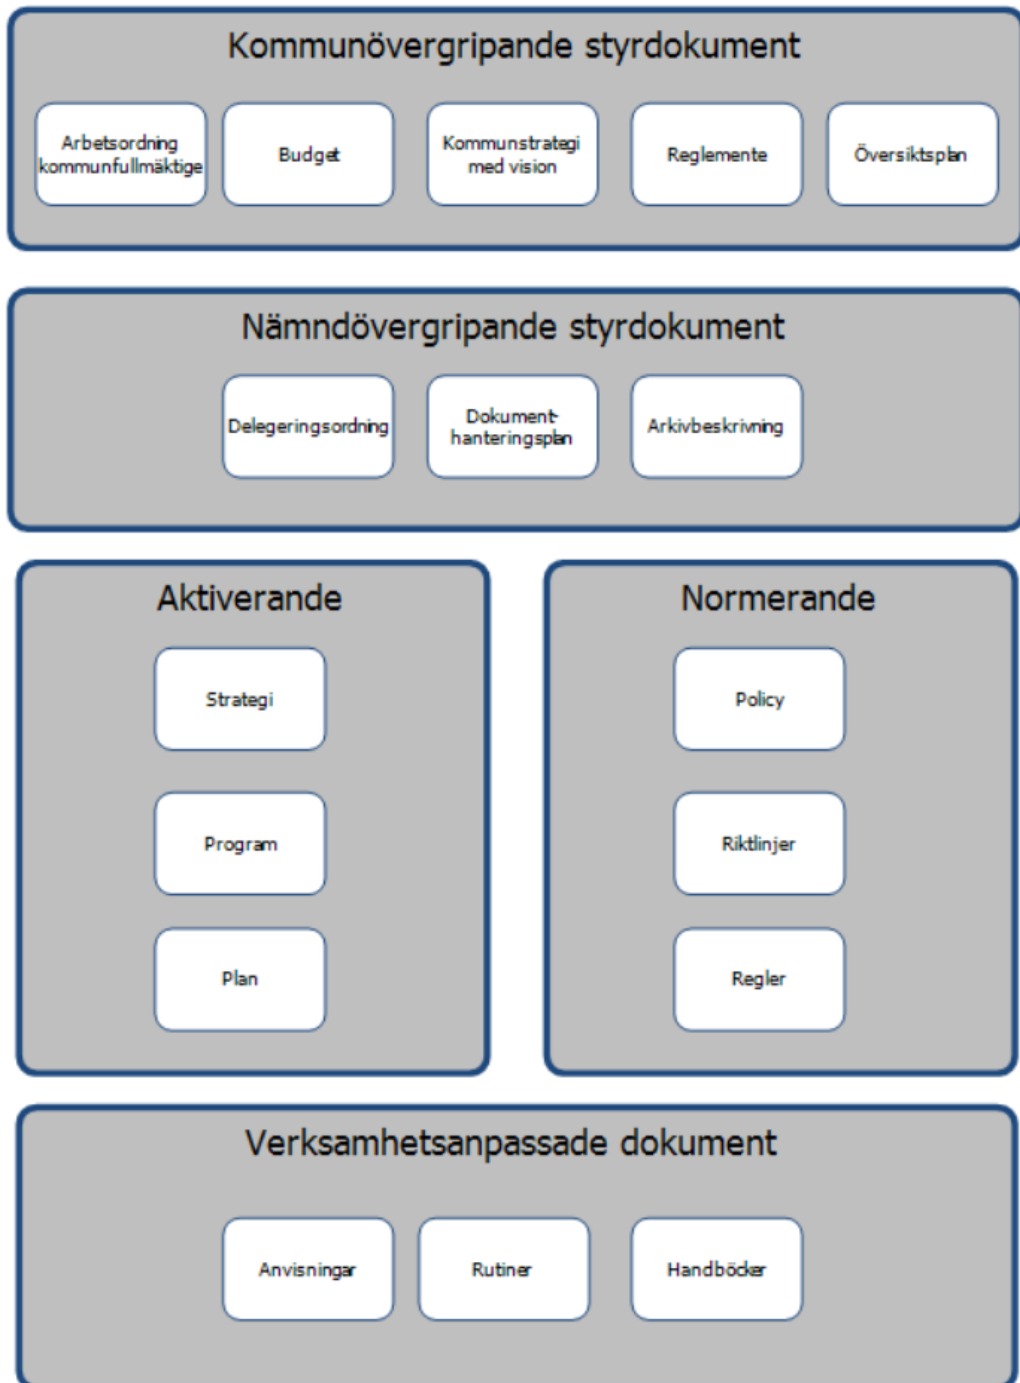 Kommunövergripande styrdokument
Arbetsordning
kommunfullmäktige
Budget
Kommunstrategi
med vision
Reglemente
Översiktsplan
Nämndövergripande styrdokument
Delegeringsordning
Dokument-
hanteringsplan
Arkivbeskrivning
Aktiverande
Strategi
Program
Plan
Normerande
Policy
Riktlinjer
Regler
Verksamhetsanpassade dokument
Anvisningar
Rutiner
Handböcker